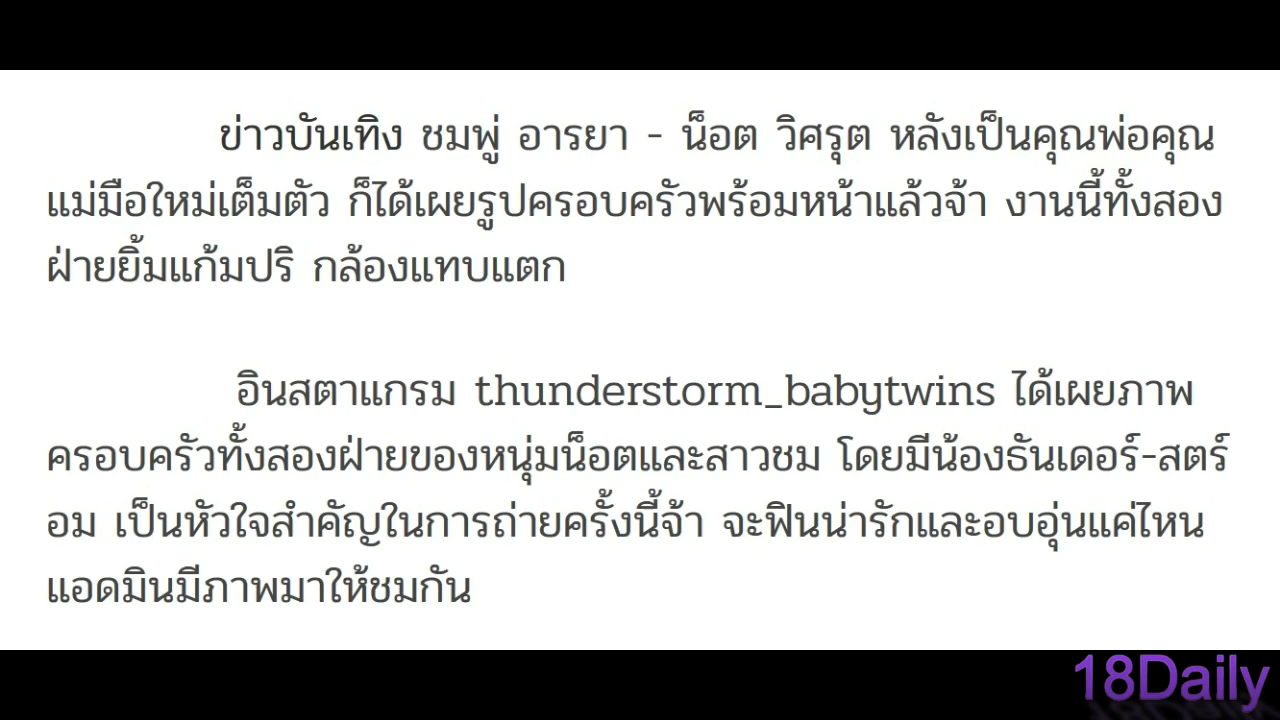 ข่าวบันเทิง ชมพู่ อารยา - น็อต วิศรุต หลังเป็นคุณพ่อคุณ
แม่มือใหม่เต็มตัว ก็ได้เผยรูปครอบครัวพร้อมหน้าแล้วจ้า งานนี้ทั้งสอง
ฝ่ายยิ้มแก้มปริ กล้องแทบแตก
อินสตาแกรม thunderstorm_babytwins ได้เผยภาพ
ครอบครัวทั้งสองฝ่ายของหนุ่มน็อตและสาวชม โดยมีน้องธันเดอร์-สตร์
อม เป็นหัวใจสำคัญในการถ่ายครั้งนี้จ้า จะฟินน่ารักและอบอุ่นแค่ไหน
แอดมินมีภาพมาให้ชมกัน
18Daily